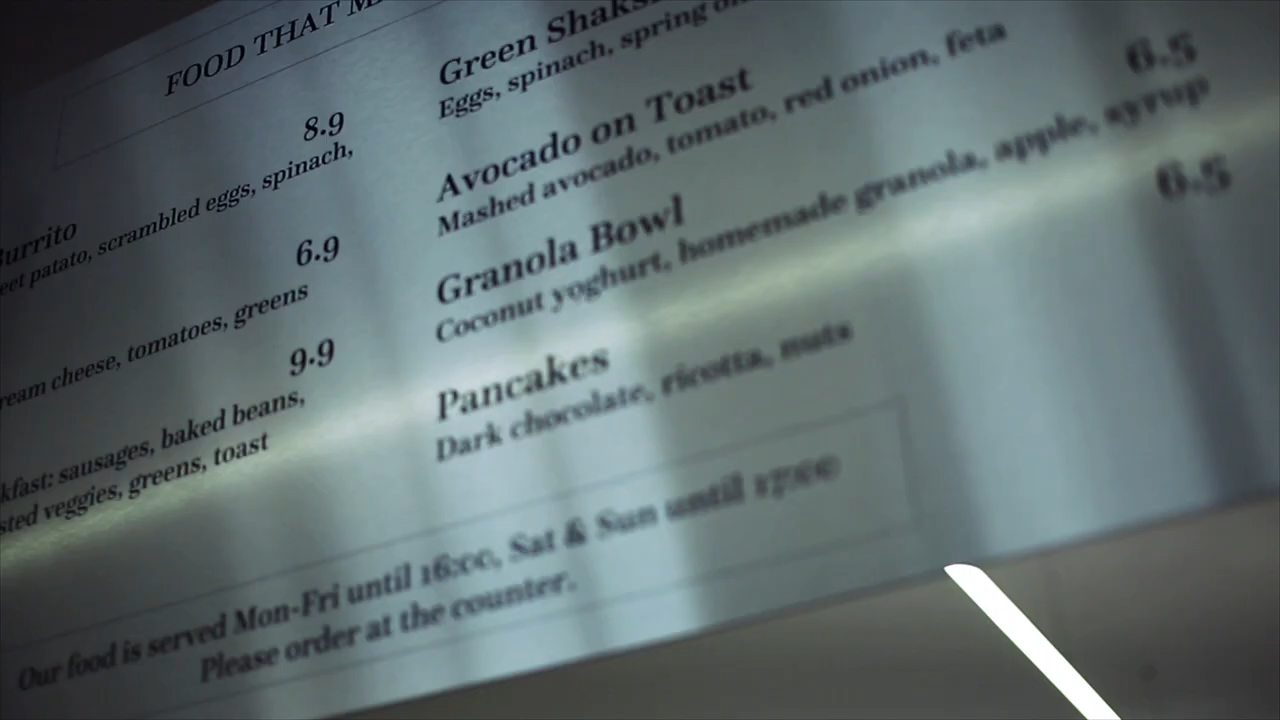 FOOD THAT
8.9
Burrito
eet patato, scrambled eggs, spinach,
6.9
ream cheese, tomatoes, greens
9.9
kfast: sausages, baked beans,
sted veggies, greens, toast
Green Shaks
Eggs, spinach, spring
Avocado on Toast
Mashed avocado, tomato, red onion, feta
6.5
Granola Bowl
Coconut yoghurt, homemade granola, apple, syrup
6.5
Pancakes
Dark chocolate, ricotta, nuts
Our food is served Mon-Fri until 16:00, Sat & Sun until 17:00
Please order at the counter.